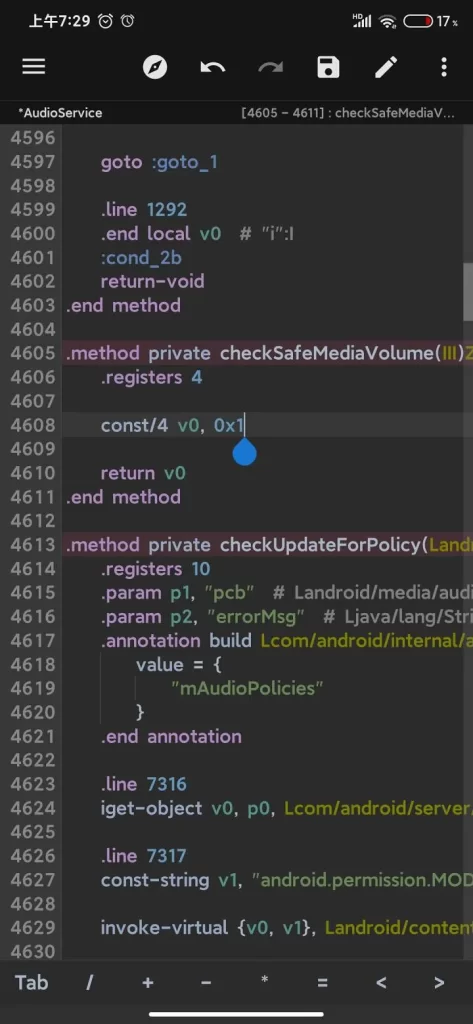 上午7:29
HD
17%
*AudioService
[4605 - 4611] : checkSafeMediaV...
4596
4597 goto :goto_1
4598
4599 .line 1292
4600 .end local v0 # "i":I
4601 :cond_2b
4602 return-void
4603 .end method
4604
4605 .method private checkSafeMediaVolume(III)Z
4606 .registers 4
4607
4608 const/4 v0, 0x1
4609
4610 return v0
4611 .end method
4612
4613 .method private checkUpdateForPolicy(Landr
4614 .registers 10
4615 .param p1, "pcb" # Landroid/media/audi
4616 .param p2, "errorMsg" # Ljava/lang/Stri
4617 .annotation build Lcom/android/internal/a
4618 value = {
4619 "mAudioPolicies"
4620 }
4621 .end annotation
4622
4623 .line 7316
4624 iget-object v0, p0, Lcom/android/server/
4625
4626 .line 7317
4627 const-string v1, "android.permission.MOD
4628
4629 invoke-virtual {v0, v1}, Landroid/content
4630
Tab / + - * = < >